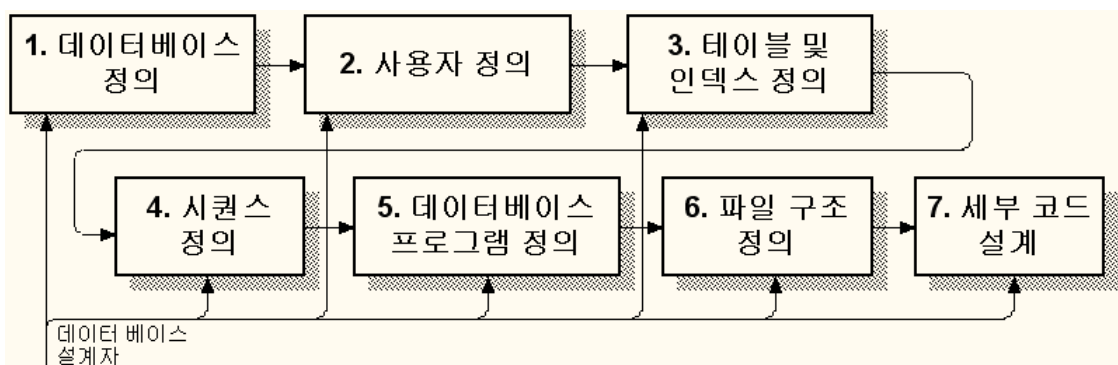 1. 데이터베이스
정의
2. 사용자 정의
3. 테이블 및
인덱스 정의
4. 시퀀스
정의
5. 데이터베이스
프로그램 정의
6. 파일 구조
정의
7. 세부 코드
설계
데이터 베이스
설계자